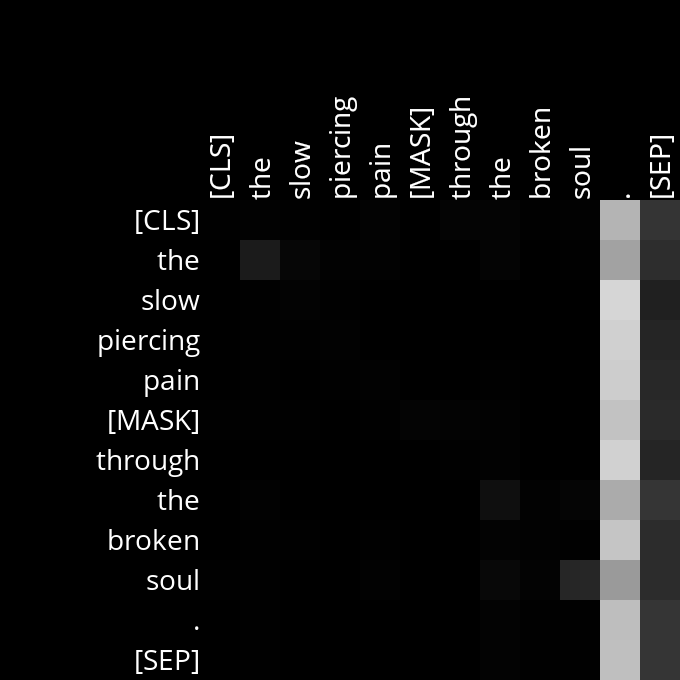 [CLS] the slow piercing pain [MASK] through the broken soul . [SEP]
[CLS]
the
slow
piercing
pain
[MASK]
through
the
broken
soul
.
[SEP]